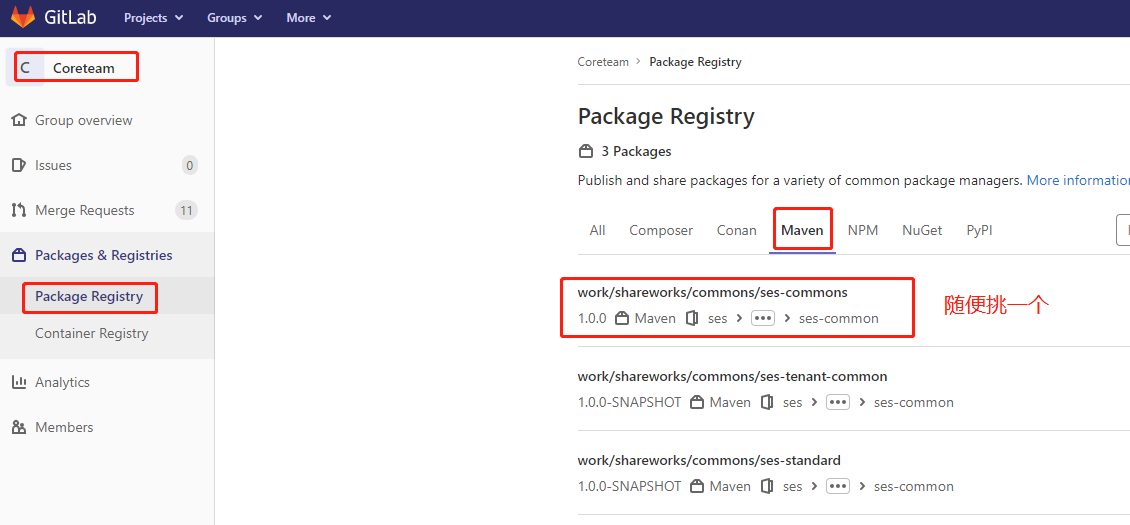 GitLab Projects Groups More
C Coreteam
Group overview
Issues 0
Merge Requests 11
Packages & Registries
Package Registry
Container Registry
Analytics
Members
Coreteam > Package Registry
Package Registry
3 Packages
Publish and share packages for a variety of common package managers. More information
All Composer Conan Maven NPM NuGet PyPI
work/shareworks/commons/ses-commons
1.0.0 Maven ses > ••• > ses-common
随便挑一个
work/shareworks/commons/ses-tenant-common
1.0.0-SNAPSHOT Maven ses > ••• > ses-common
work/shareworks/commons/ses-standard
1.0.0-SNAPSHOT Maven ses > ••• > ses-common